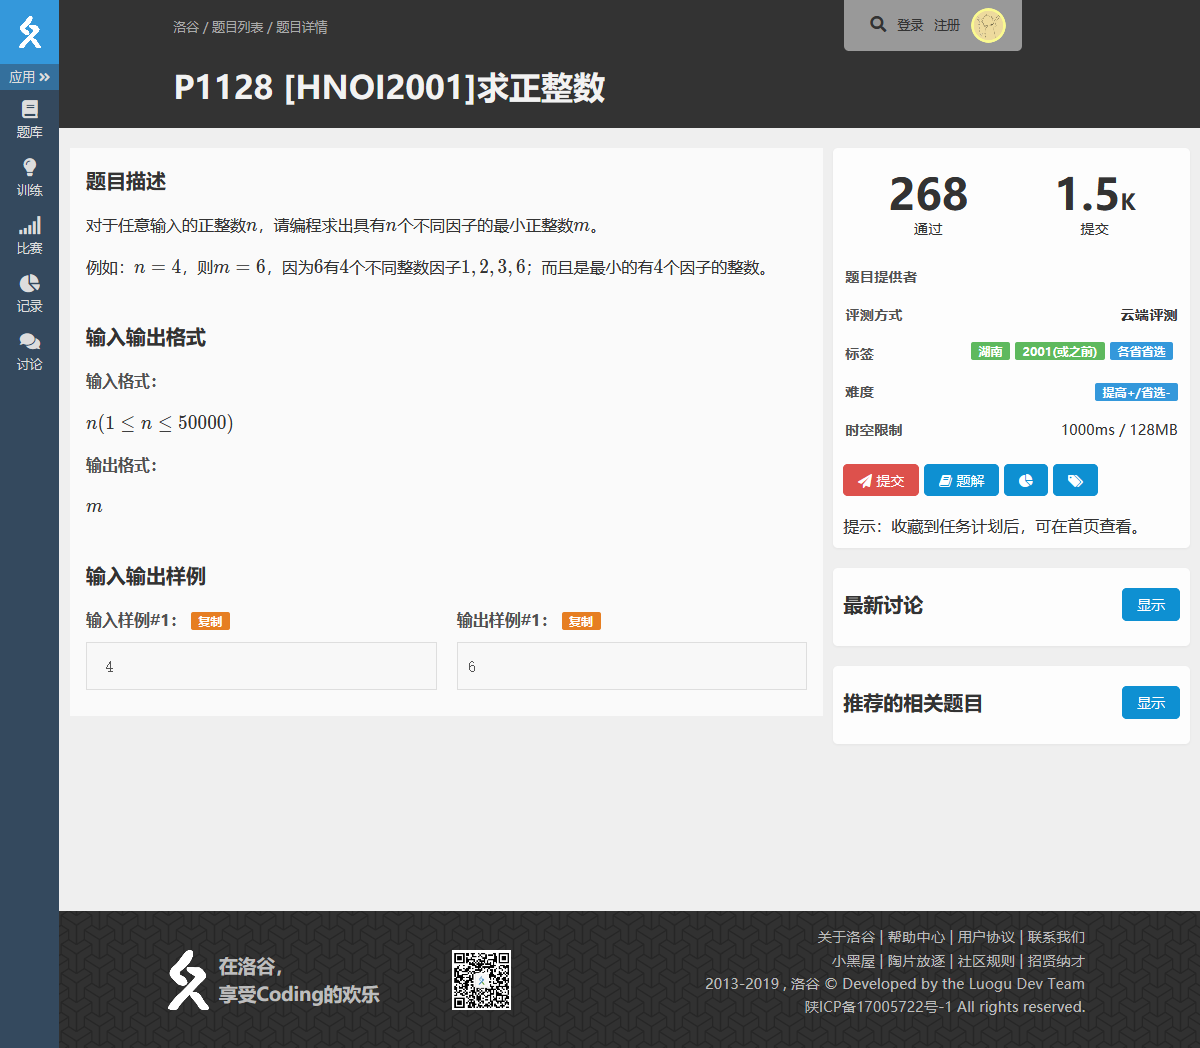 洛谷 / 题目列表 / 题目详情
登录 注册
P1128 [HNOI2001]求正整数
应用
题库
训练
比赛
记录
讨论
题目描述
对于任意输入的正整数n，请编程求出具有n个不同因子的最小正整数m。
例如：n = 4，则m = 6，因为6有4个不同整数因子1, 2, 3, 6；而且是最小的有4个因子的整数。
输入输出格式
输入格式：
n(1 ≤ n ≤ 50000)
输出格式：
m
输入输出样例
输入样例#1： 复制
4
输出样例#1： 复制
6
268 1.5K
通过 提交
题目提供者
评测方式 云端评测
标签 湖南 2001(或之前) 各省省选
难度 提高+/省选-
时空限制 1000ms / 128MB
提交 题解
提示：收藏到任务计划后，可在首页查看。
最新讨论 显示
推荐的相关题目 显示
在洛谷，
享受Coding的欢乐
关于洛谷 | 帮助中心 | 用户协议 | 联系我们
小黑屋 | 陶片放逐 | 社区规则 | 招贤纳才
2013-2019 , 洛谷 © Developed by the Luogu Dev Team
陕ICP备17005722号-1 All rights reserved.